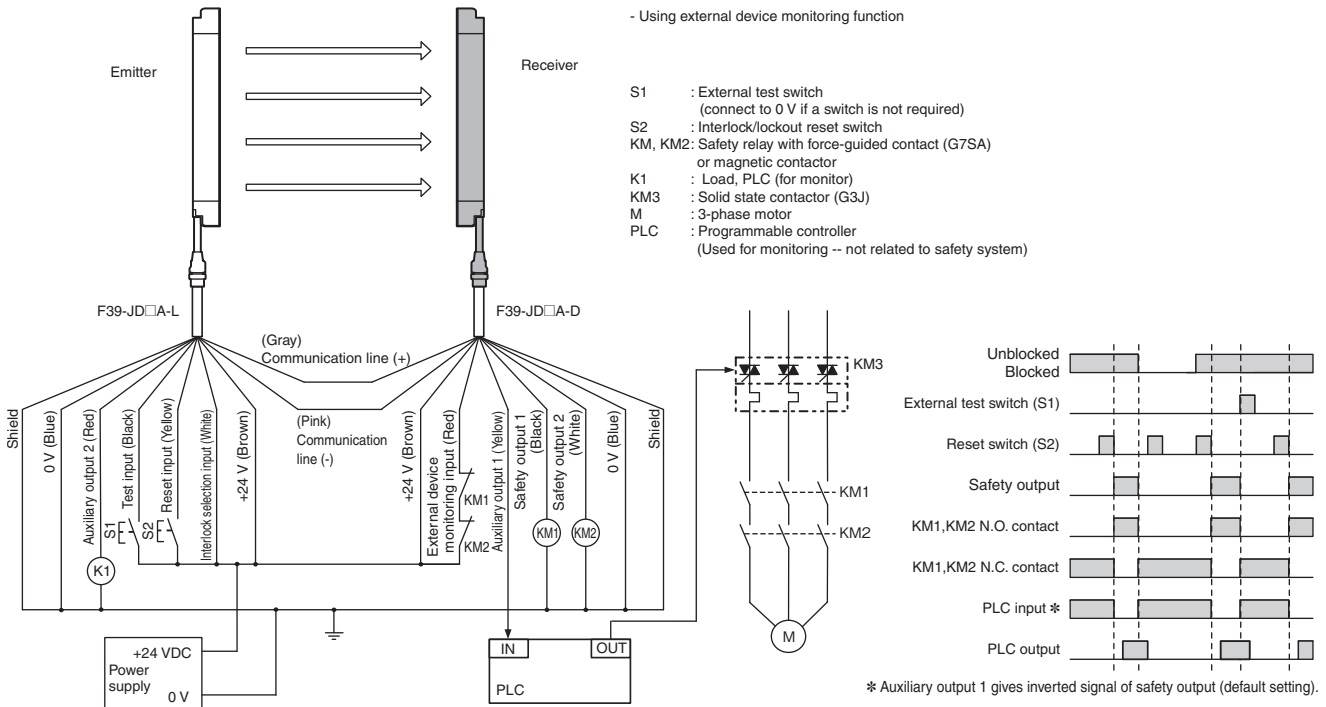 - Using external device monitoring function
Emitter
Receiver
S1 : External test switch
(connect to 0 V if a switch is not required)
S2 : Interlock/lockout reset switch
KM, KM2: Safety relay with force-guided contact (G7SA)
or magnetic contactor
K1 : Load, PLC (for monitor)
KM3 : Solid state contactor (G3J)
M : 3-phase motor
PLC : Programmable controller
(Used for monitoring -- not related to safety system)
F39-JD□A-L
F39-JD□A-D
(Gray)
Communication line (+)
(Pink)
Communication
line (-)
Shield
0 V (Blue)
Auxiliary output 2 (Red)
Test input (Black)
Reset input (Yellow)
Interlock selection input (White)
+24 V (Brown)
+24 V (Brown)
External device
monitoring input (Red)
Auxiliary output 1 (Yellow)
Safety output 1
(Black)
Safety output 2
(White)
0 V (Blue)
Shield
S1
S2
K1
KM1
KM2
KM1
KM2
+24 VDC
Power
supply
0 V
IN
OUT
PLC
KM3
KM1
KM2
M
Unblocked
Blocked
External test switch (S1)
Reset switch (S2)
Safety output
KM1,KM2 N.O. contact
KM1,KM2 N.C. contact
PLC input ✽
PLC output
✽ Auxiliary output 1 gives inverted signal of safety output (default setting).